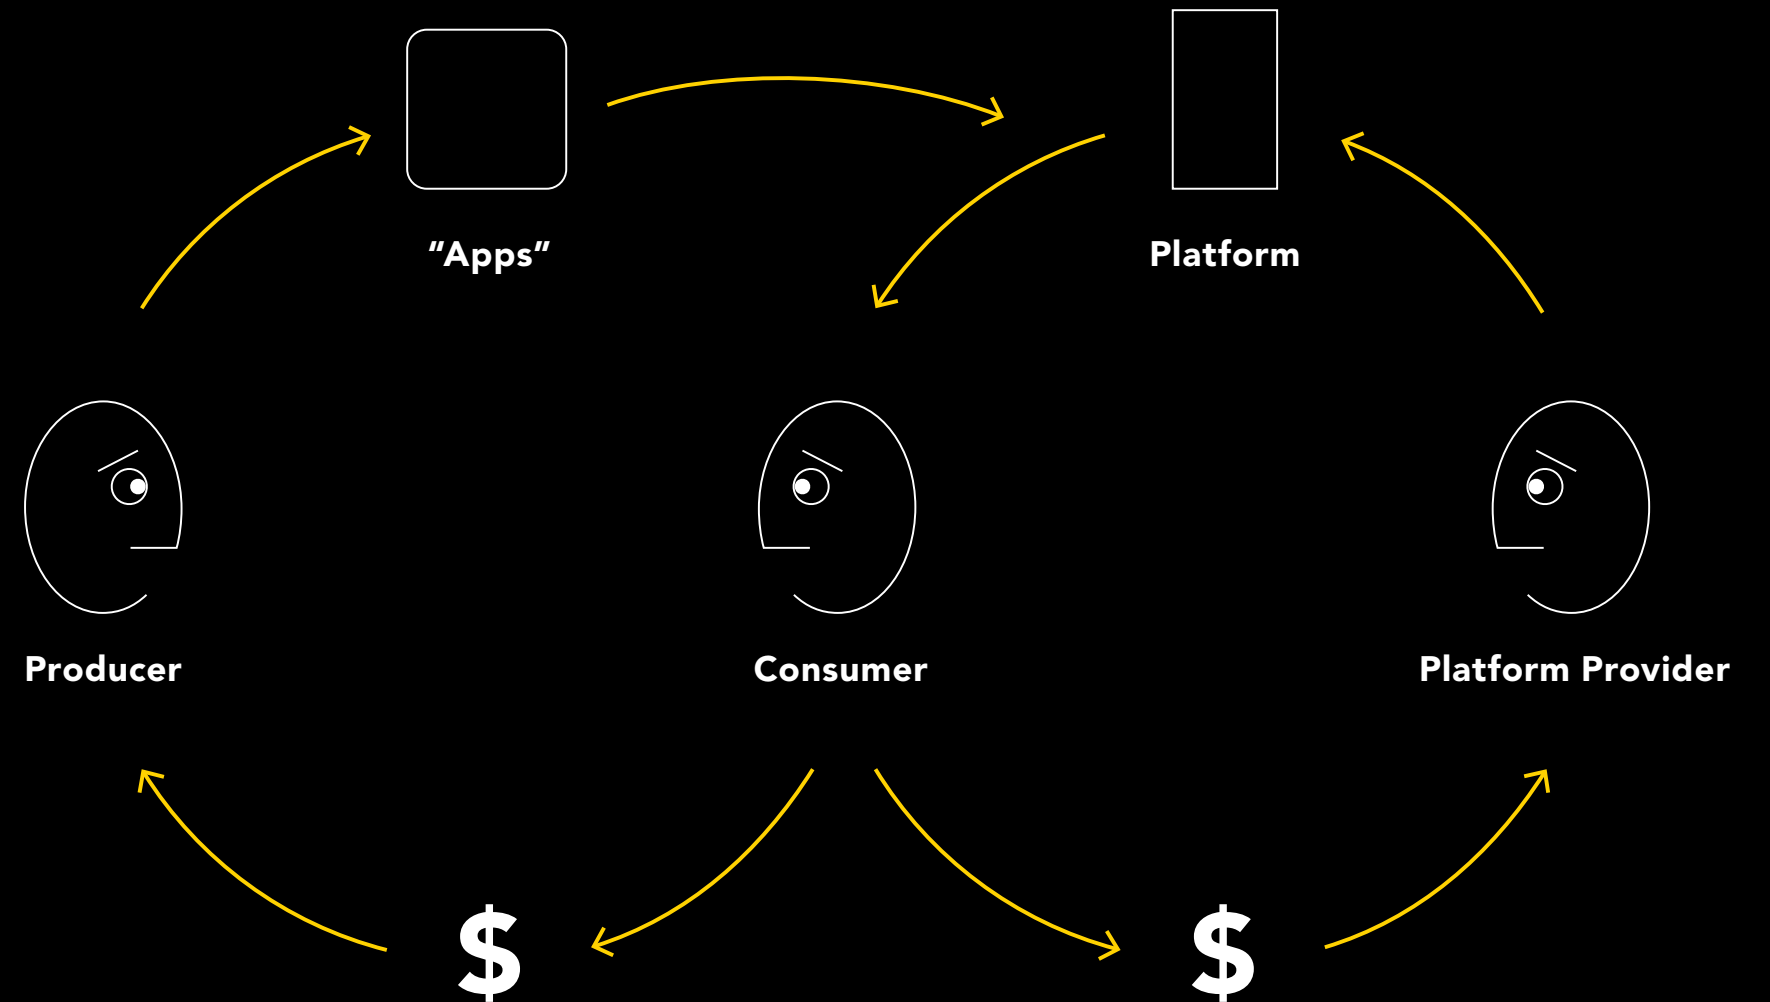 “Apps”
Platform
Producer
Consumer
Platform Provider
$
$